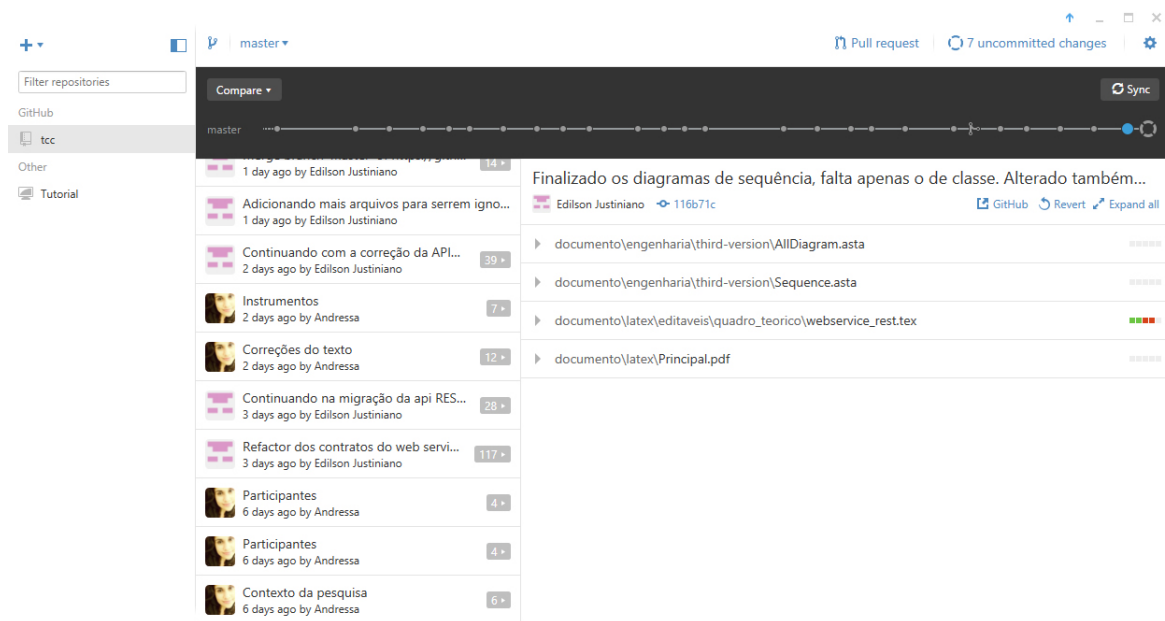 master
Pull request
7 uncommitted changes
Filter repositories
GitHub
tcc
Other
Tutorial
Compare
Sync
master
14
1 day ago by Edilson Justiniano
Adicionando mais arquivos para serrem igno...
1 day ago by Edilson Justiniano
Continuando com a correção da API...
39
2 days ago by Edilson Justiniano
Instrumentos
7
2 days ago by Andressa
Correções do texto
12
2 days ago by Andressa
Continuando na migração da api RES...
28
3 days ago by Edilson Justiniano
Refactor dos contratos do web servi...
117
3 days ago by Edilson Justiniano
Participantes
4
6 days ago by Andressa
Participantes
4
6 days ago by Andressa
Contexto da pesquisa
6
6 days ago by Andressa
Finalizado os diagramas de sequência, falta apenas o de classe. Alterado também...
Edilson Justiniano 116b71c GitHub Revert Expand all
documento\engenharia\third-version\AllDiagram.asta
documento\engenharia\third-version\Sequence.asta
documento\latex\editaveis\quadro_teorico\webservice_rest.tex
documento\latex\Principal.pdf